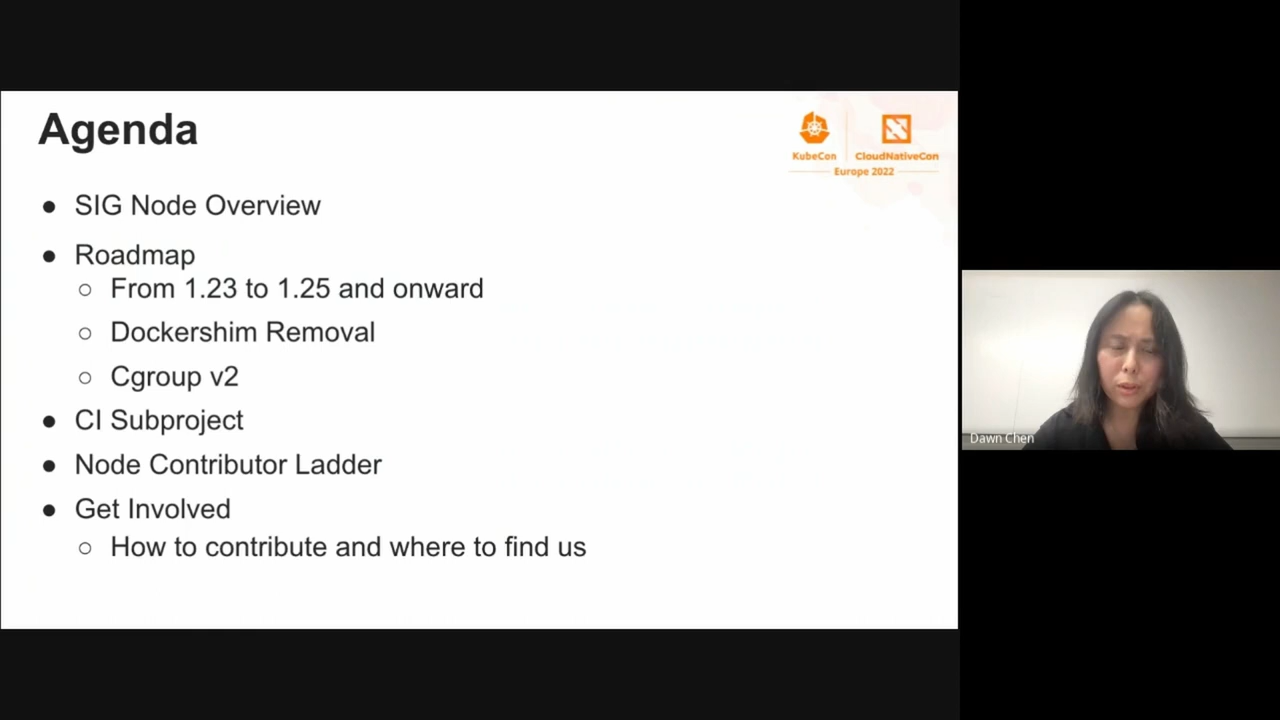 Agenda
KubeCon
CloudNativeCon
Europe 2022
● SIG Node Overview
● Roadmap
○ From 1.23 to 1.25 and onward
○ Dockershim Removal
○ Cgroup v2
● CI Subproject
● Node Contributor Ladder
● Get Involved
○ How to contribute and where to find us
Dawn Chen